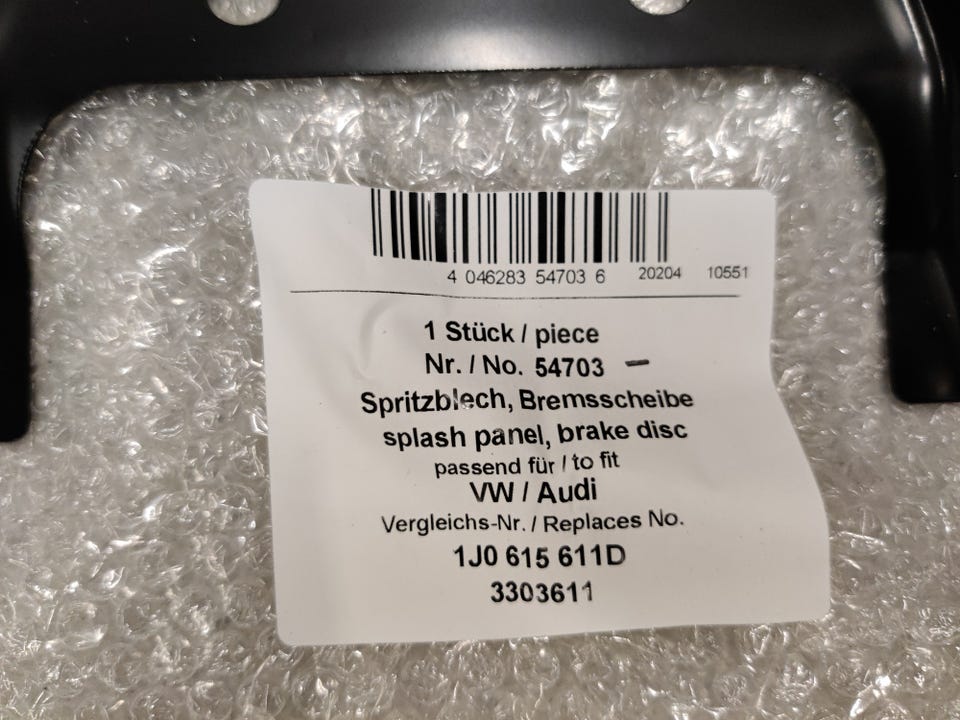 4 046283 54703 6 20204 10551
1 Stück / piece
Nr. / No. 54703 –
Spritzblech, Bremsscheibe
splash panel, brake disc
passend für / to fit
VW / Audi
Vergleichs-Nr. / Replaces No.
1J0 615 611D
3303611